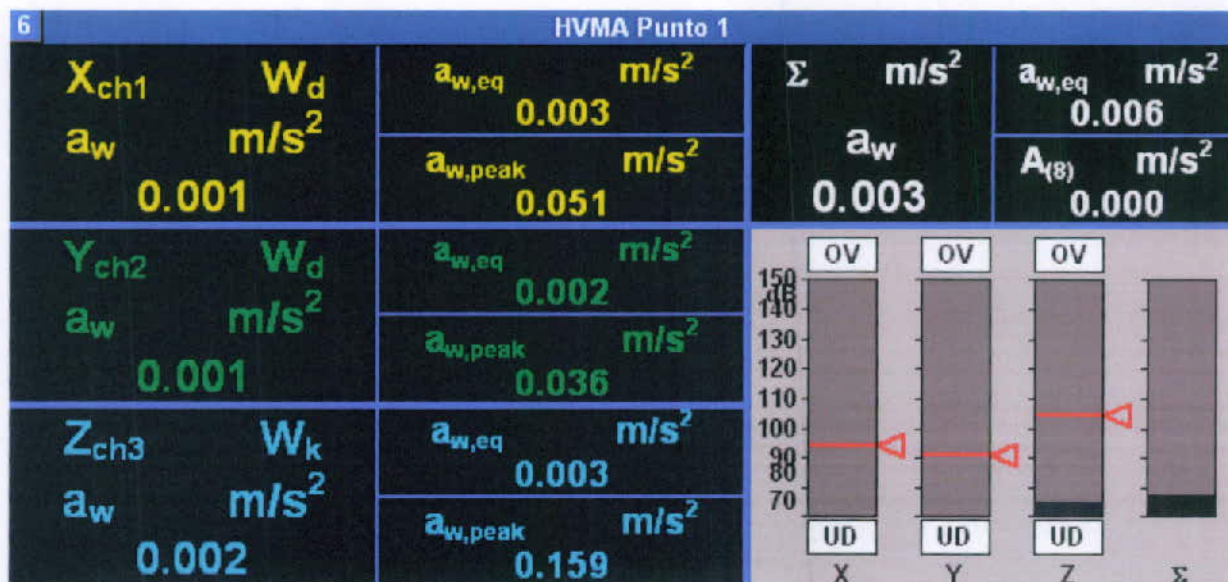 6 HVMA Punto 1
Xch1 Wd
aw m/s²
0.001
aw,eq m/s²
0.003
aw,peak m/s²
0.051
Σ m/s²
aw
0.003
aw,eq m/s²
0.006
A(8) m/s²
0.000
Ych2 Wd
aw m/s²
0.001
aw,eq m/s²
0.002
aw,peak m/s²
0.036
Zch3 Wk
aw m/s²
0.002
aw,eq m/s²
0.003
aw,peak m/s²
0.159
OV OV OV
150
dB
140
130
120
110
100
90
80
70
UD UD UD
X Y Z Σ